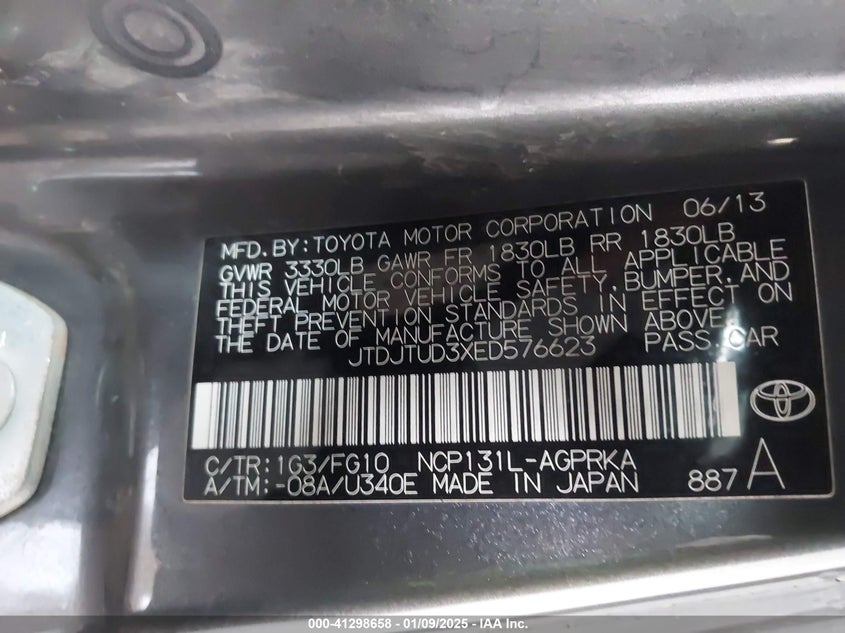 MFD.BY:TOYOTA MOTOR CORPORATION 06/13
GVWR 3330LB GAWR FR 1830LB RR 1830LB
THIS VEHICLE CONFORMS TO ALL APPLICABLE
FEDERAL MOTOR VEHICLE SAFETY,BUMPER,AND
THEFT PREVENTION STANDARDS IN EFFECT ON
THE DATE OF MANUFACTURE SHOWN ABOVE.
JTDJTUD3XED576623 PASS.CAR
C/TR:1G3/FG10 NCP131L-AGPRKA
A/TM:-08A/U340E MADE IN JAPAN 887 A
000-41298658 - 01/09/2025 - IAA Inc.